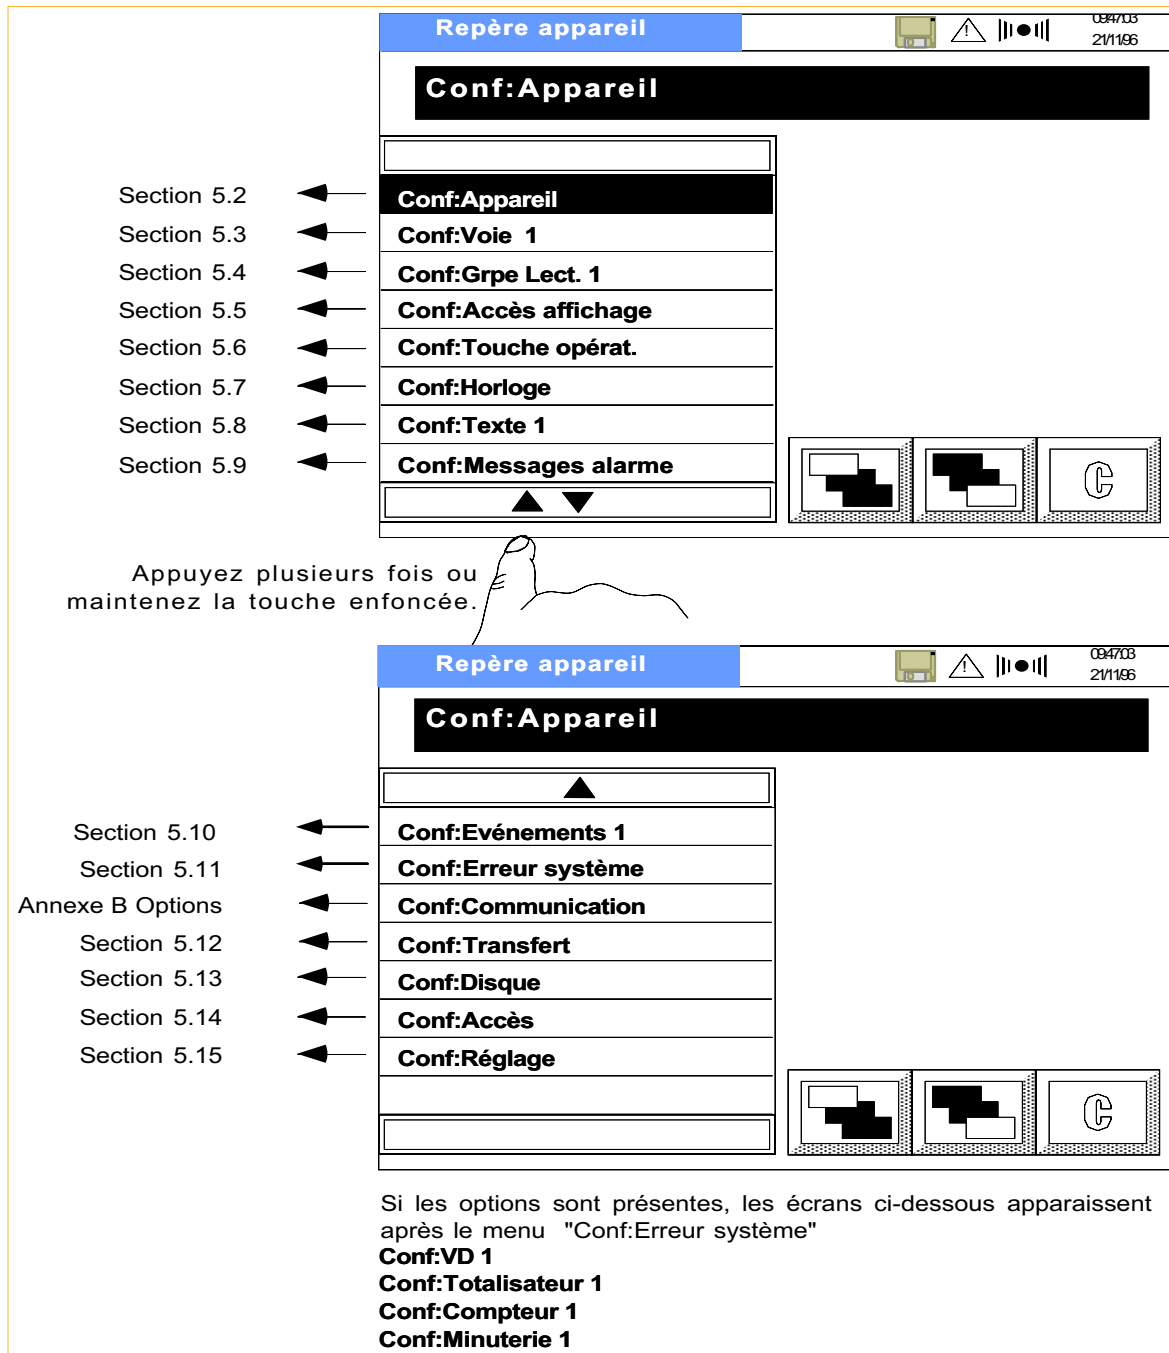 Repère appareil
09:47:03
21/11/96
Conf:Appareil
Section 5.2 Conf:Appareil
Section 5.3 Conf:Voie 1
Section 5.4 Conf:Grpe Lect. 1
Section 5.5 Conf:Accès affichage
Section 5.6 Conf:Touche opérat.
Section 5.7 Conf:Horloge
Section 5.8 Conf:Texte 1
Section 5.9 Conf:Messages alarme
C
Appuyez plusieurs fois ou
maintenez la touche enfoncée.
Repère appareil
09:47:03
21/11/96
Conf:Appareil
Section 5.10 Conf:Evénements 1
Section 5.11 Conf:Erreur système
Annexe B Options Conf:Communication
Section 5.12 Conf:Transfert
Section 5.13 Conf:Disque
Section 5.14 Conf:Accès
Section 5.15 Conf:Réglage
C
Si les options sont présentes, les écrans ci-dessous apparaissent
après le menu "Conf:Erreur système"
Conf:VD 1
Conf:Totalisateur 1
Conf:Compteur 1
Conf:Minuterie 1